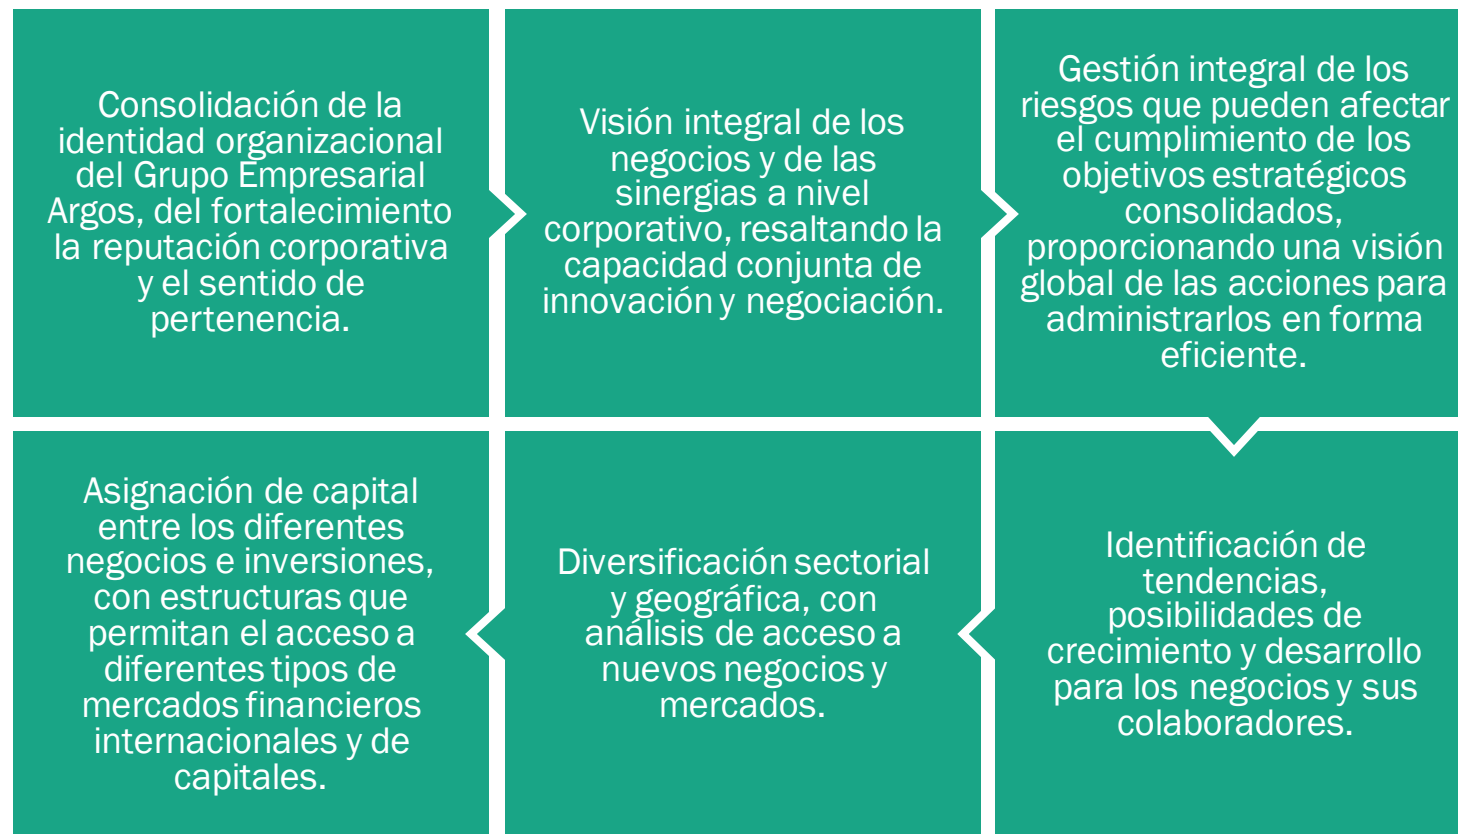 Consolidación de la
identidad organizacional
del Grupo Empresarial
Argos, del fortalecimiento
la reputación corporativa
y el sentido de
pertenencia.
Visión integral de los
negocios y de las
sinergias a nivel
corporativo, resaltando la
capacidad conjunta de
innovación y negociación.
Gestión integral de los
riesgos que pueden afectar
el cumplimiento de los
objetivos estratégicos
consolidados,
proporcionando una visión
global de las acciones para
administrarlos en forma
eficiente.
Identificación de
tendencias,
posibilidades de
crecimiento y desarrollo
para los negocios y sus
colaboradores.
Diversificación sectorial
y geográfica, con
análisis de acceso a
nuevos negocios y
mercados.
Asignación de capital
entre los diferentes
negocios e inversiones,
con estructuras que
permitan el acceso a
diferentes tipos de
mercados financieros
internacionales y de
capitales.